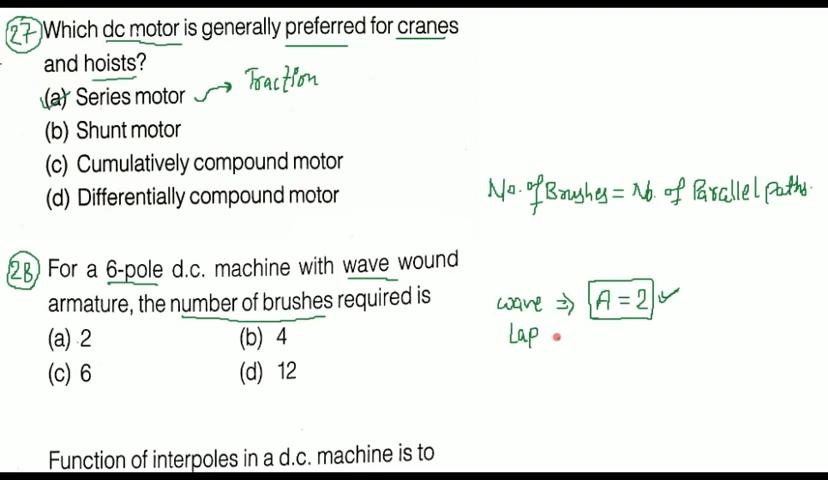 27 Which dc motor is generally preferred for cranes
and hoists?
Traction
(a) Series motor
(b) Shunt motor
(c) Cumulatively compound motor
(d) Differentially compound motor
No. of Brushes = No. of Parallel paths.
28 For a 6-pole d.c. machine with wave wound
armature, the number of brushes required is
wave ⇒ A = 2
(a) 2 (b) 4
Lap
(c) 6 (d) 12
Function of interpoles in a d.c. machine is to